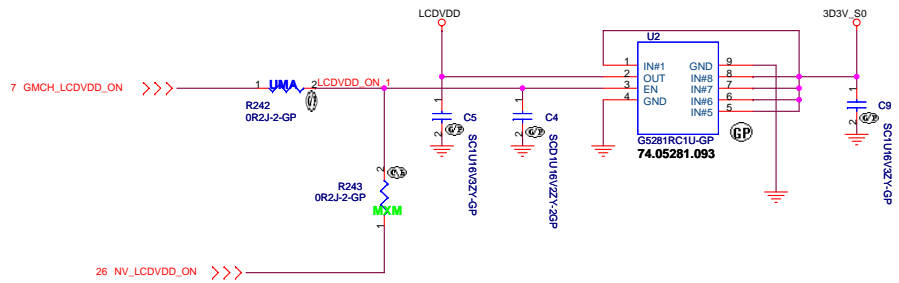 LCDVDD
3D3V_S0
U2
1 IN#1
2 OUT
3 EN
4 GND
GND 9
IN#8 8
IN#7 7
IN#6 6
IN#5 5
G5281RC1U-GP
74.05281.093
GP
7 GMCH_LCDVDD_ON
1 UMA 2
LCDVDD_ON_1
R242
0R2J-2-GP
1
2
C5
SC1U16V3ZY-GP
1
2
C4
SCD1U16V2ZY-2GP
1
2
C9
SC1U16V3ZY-GP
2
R243
0R2J-2-GP
MXM
1
26 NV_LCDVDD_ON